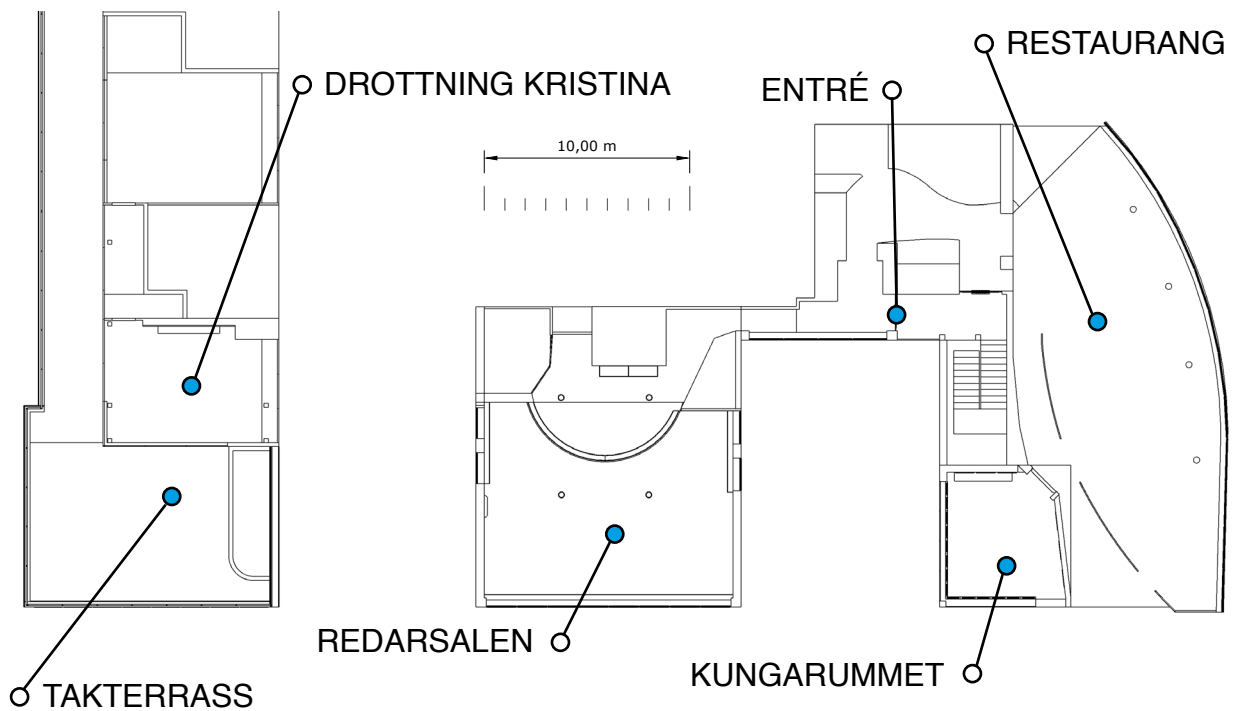 RESTAURANG
DROTTNING KRISTINA
ENTRÉ
10,00 m
REDARSALEN
KUNGARUMMET
TAKTERRASS